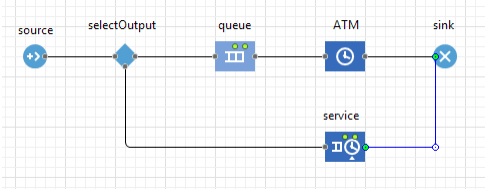 source
selectOutput
queue
ATM
sink
service